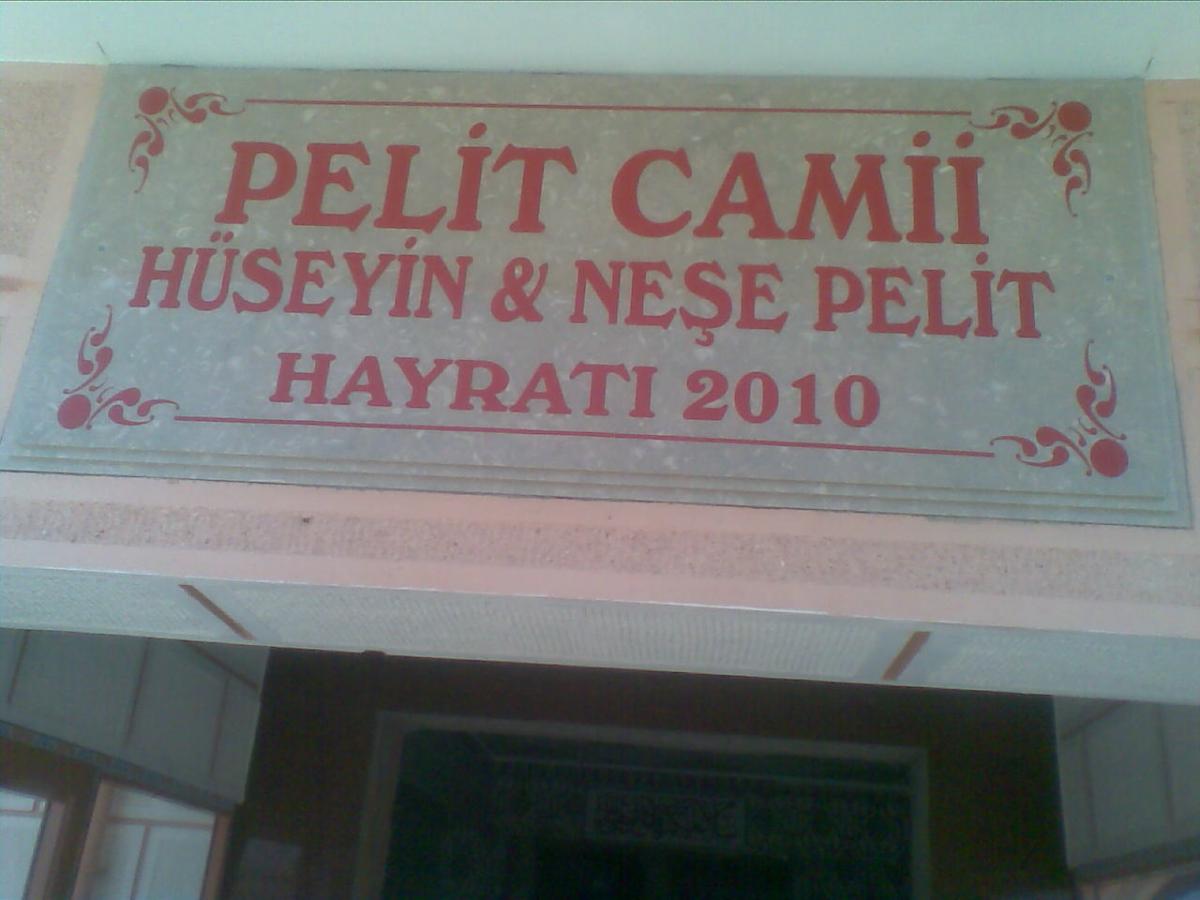 PELİT CAMİİ
HÜSEYİN & NEŞE PELİT
HAYRATI 2010